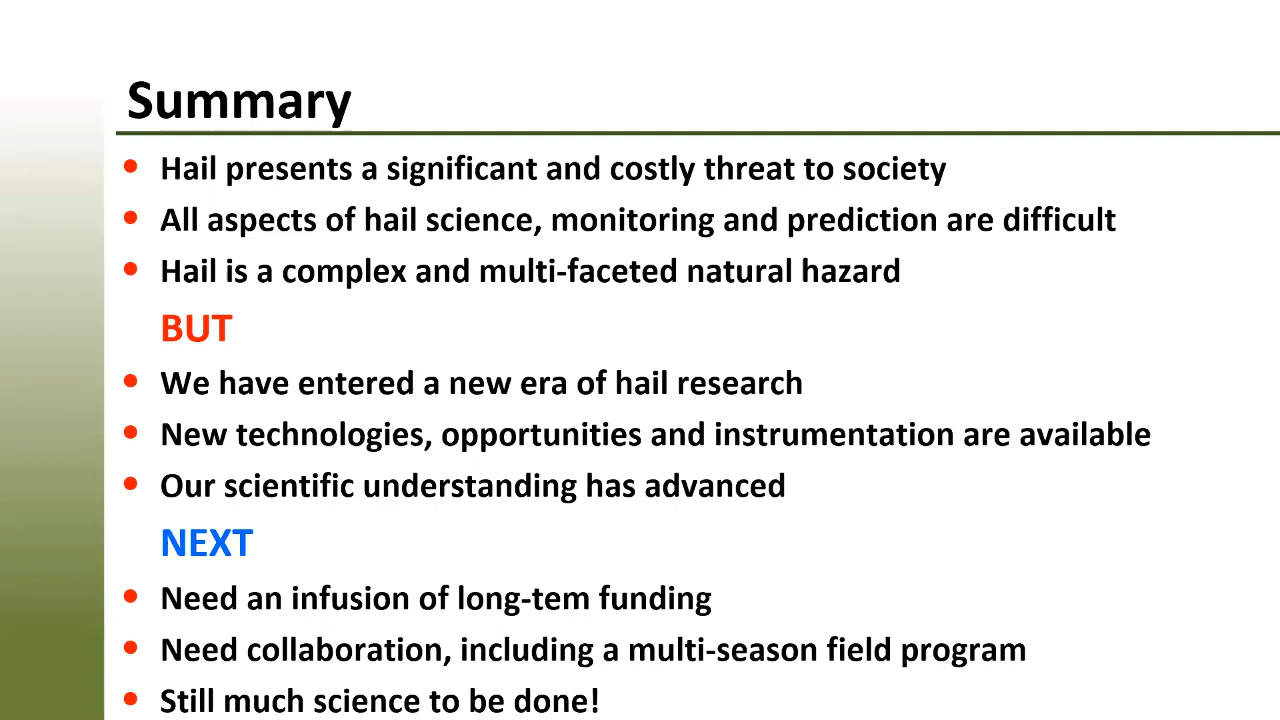 Summary
• Hail presents a significant and costly threat to society
• All aspects of hail science, monitoring and prediction are difficult
• Hail is a complex and multi-faceted natural hazard
BUT
• We have entered a new era of hail research
• New technologies, opportunities and instrumentation are available
• Our scientific understanding has advanced
NEXT
• Need an infusion of long-tem funding
• Need collaboration, including a multi-season field program
• Still much science to be done!